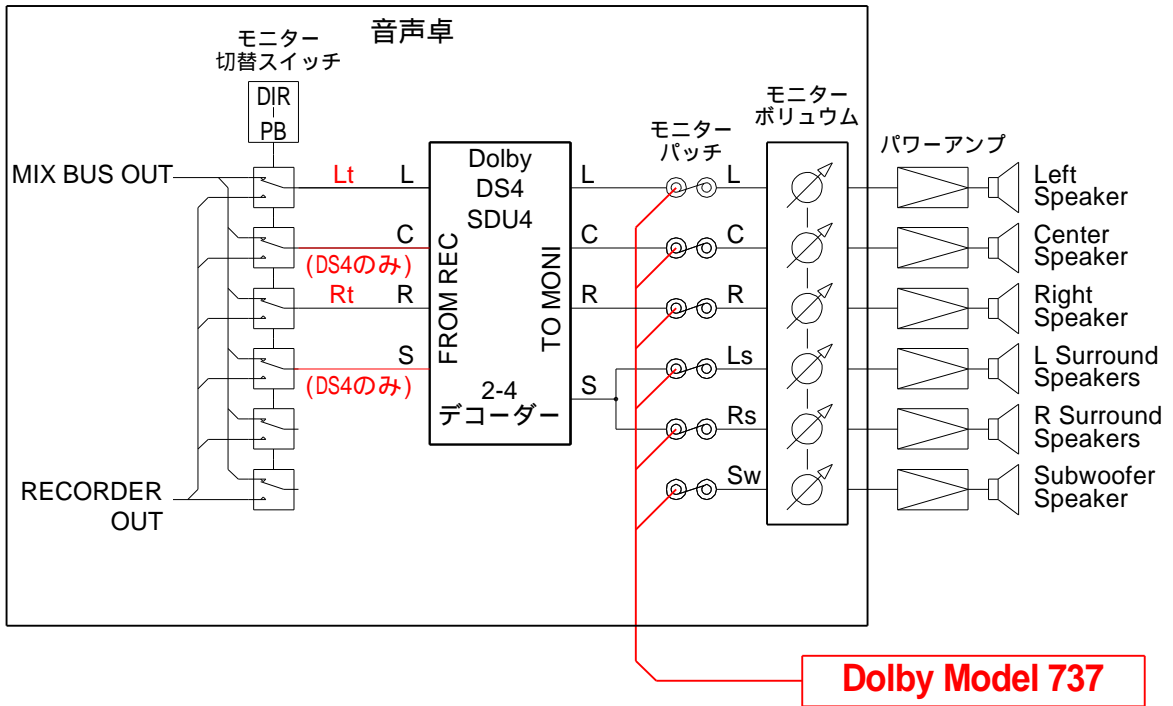 音声卓
モニター
切替スイッチ
DIR
PB
モニター
ボリュウム
モニター
パッチ
パワーアンプ
MIX BUS OUT
Lt
L
Dolby
DS4
SDU4
L
L
Left
Speaker
C
(DS4のみ)
C
C
Center
Speaker
Rt
R
FROM REC
TO MONI
R
R
Right
Speaker
S
(DS4のみ)
Ls
L Surround
Speakers
2-4
デコーダー
S
Rs
R Surround
Speakers
RECORDER
OUT
Sw
Subwoofer
Speaker
Dolby Model 737